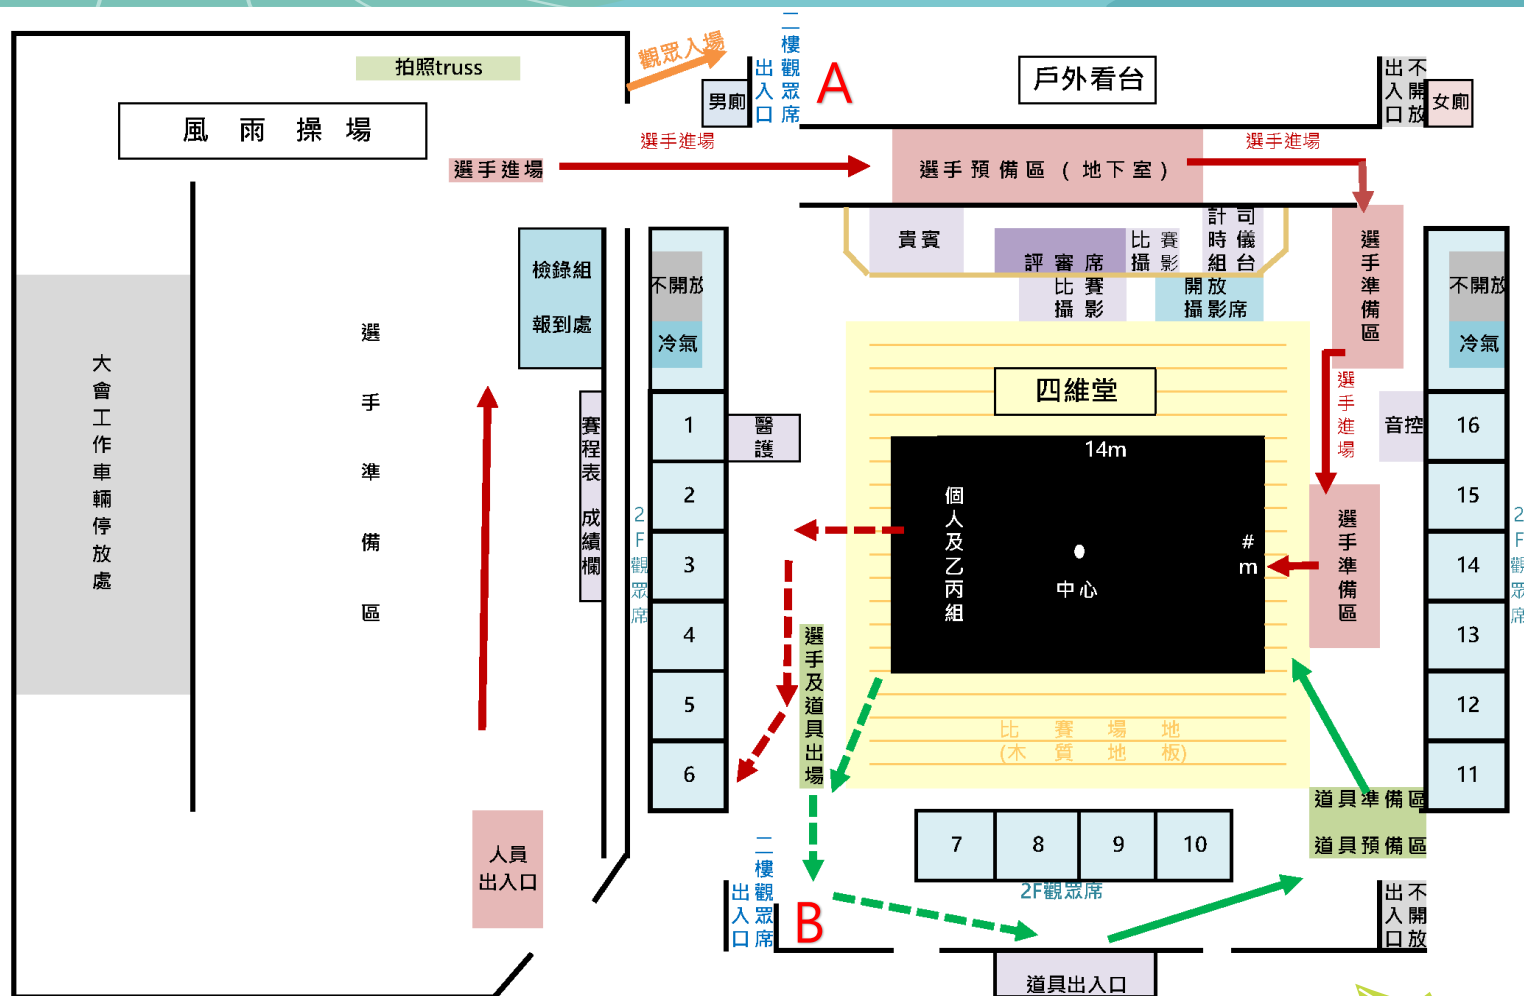 拍照truss
觀眾入場
二樓觀眾席
出入口
A
戶外看台
不開放
出入口
男廁
女廁
風雨操場
選手進場
選手進場
選手預備區(地下室)
選手進場
貴賓
評審席
比賽
攝影
司儀台
計時組
比賽
攝影
開放
攝影席
選手準備區
檢錄組
報到處
不開放
冷氣
不開放
冷氣
大會工作車輛停放處
選手準備區
賽程表 成績欄
2F觀眾席
1
2
3
4
5
6
醫護
四維堂
14m
個人及乙丙組
中心
#
m
選手進場
選手準備區
音控
16
15
14
13
12
11
2F觀眾席
選手及道具出場
比賽場地
(木質地板)
道具準備區
道具預備區
7
8
9
10
2F觀眾席
人員
出入口
二樓觀眾席
出入口
B
不開放
出入口
道具出入口